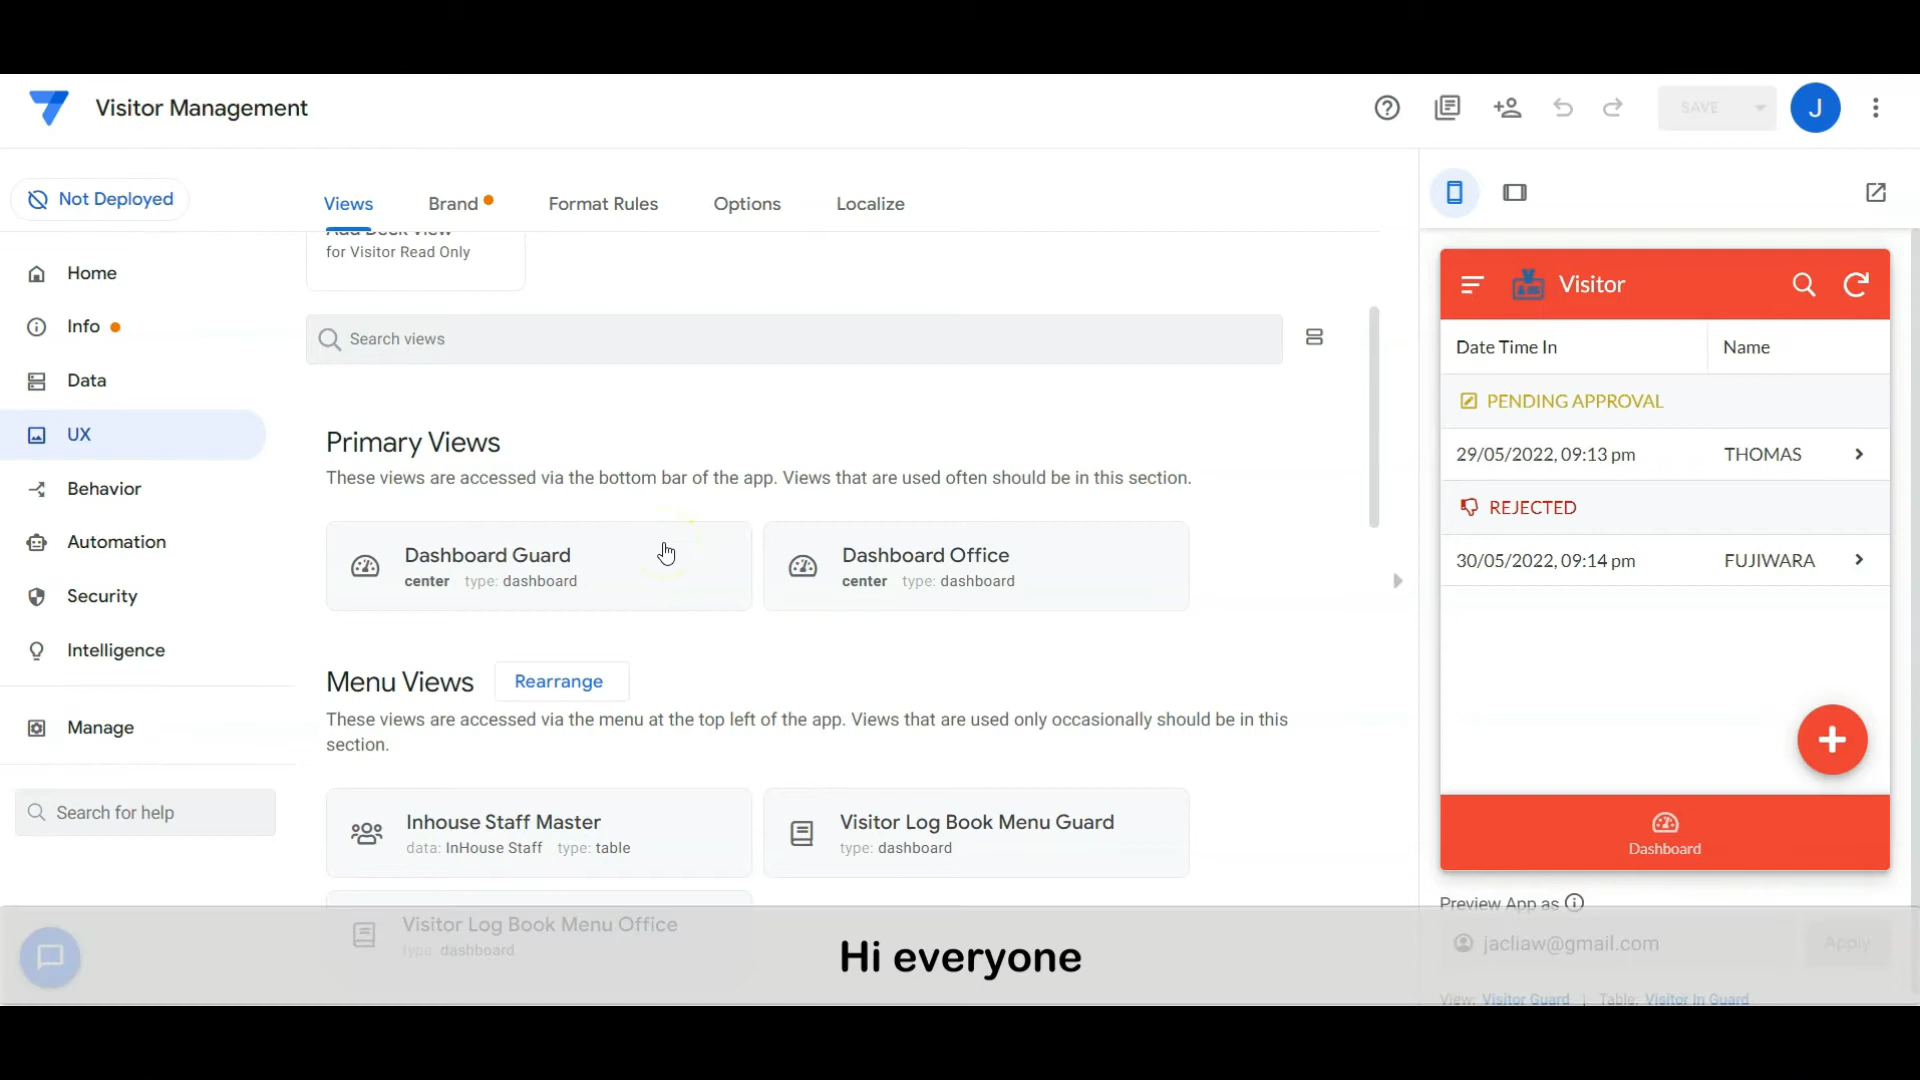 Visitor Management
SAVE
J
Not Deployed
Views
Brand
Format Rules
Options
Localize
Add Deck View
for Visitor Read Only
Home
Info
Data
UX
Behavior
Automation
Security
Intelligence
Manage
Search for help
Search views
Primary Views
These views are accessed via the bottom bar of the app. Views that are used often should be in this section.
Dashboard Guard
center type: dashboard
Dashboard Office
center type: dashboard
Menu Views
Rearrange
These views are accessed via the menu at the top left of the app. Views that are used only occasionally should be in this
section.
Inhouse Staff Master
data: InHouse Staff type: table
Visitor Log Book Menu Guard
type: dashboard
Visitor Log Book Menu Office
type: dashboard
Visitor
Date Time In Name
PENDING APPROVAL
29/05/2022, 09:13 pm THOMAS
REJECTED
30/05/2022, 09:14 pm FUJIWARA
Dashboard
Preview App as
jacliaw@gmail.com
Apply
View: Visitor Guard | Table: Visitor In Guard
Hi everyone